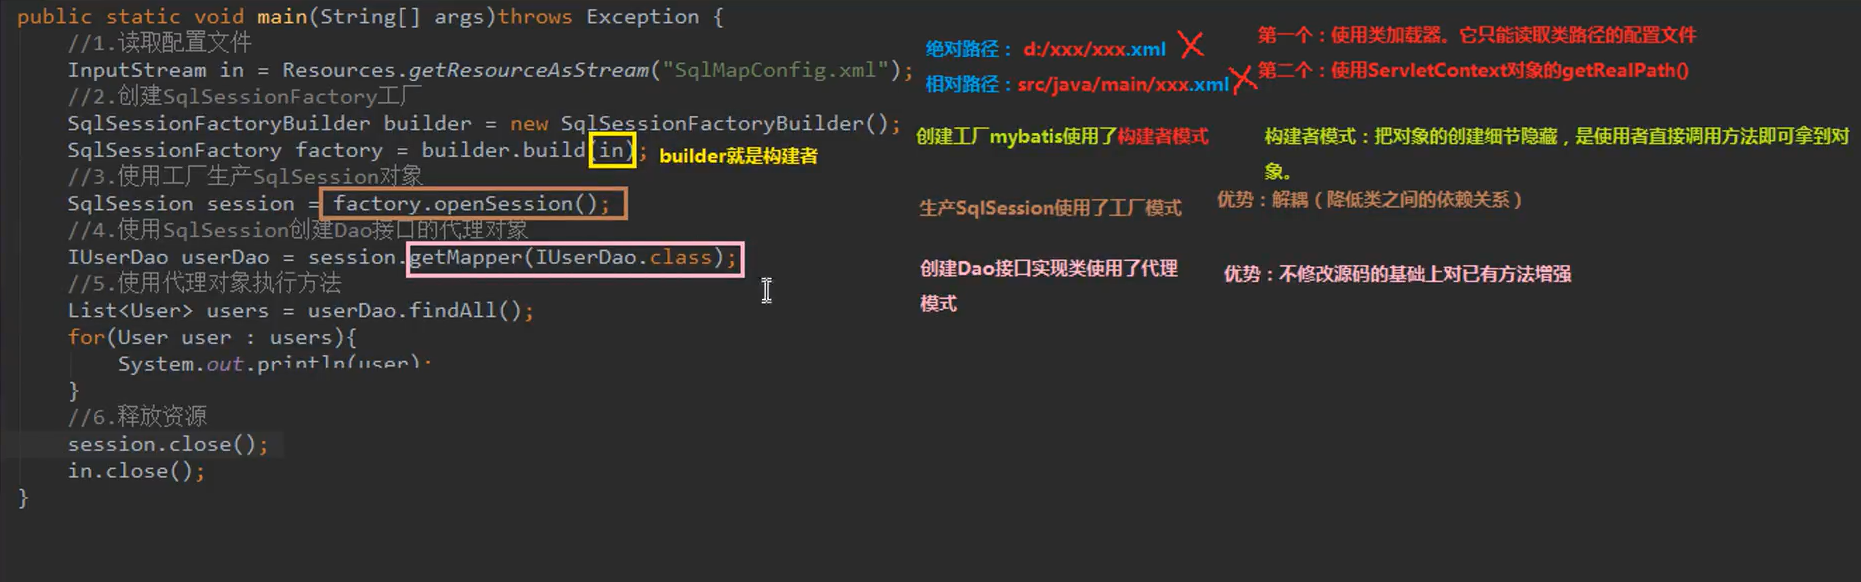 public static void main(String[] args)throws Exception {
//1.读取配置文件
InputStream in = Resources.getResourceAsStream("SqlMapConfig.xml");
//2.创建SqlSessionFactory工厂
SqlSessionFactoryBuilder builder = new SqlSessionFactoryBuilder();
SqlSessionFactory factory = builder.build(in);
builder就是构建者
//3.使用工厂生产SqlSession对象
SqlSession session = factory.openSession();
//4.使用SqlSession创建Dao接口的代理对象
IUserDao userDao = session.getMapper(IUserDao.class);
//5.使用代理对象执行方法
List<User> users = userDao.findAll();
for(User user : users){
System.out.println(user);
}
//6.释放资源
session.close();
in.close();
}
绝对路径： d:/xxx/xxx.xml
相对路径：src/java/main/xxx.xml
第一个：使用类加载器。它只能读取类路径的配置文件
第二个：使用ServletContext对象的getRealPath()
创建工厂mybatis使用了构建者模式
构建者模式：把对象的创建细节隐藏，是使用者直接调用方法即可拿到对
象。
生产SqlSession使用了工厂模式
优势：解耦（降低类之间的依赖关系）
创建Dao接口实现类使用了代理
模式
优势：不修改源码的基础上对已有方法增强